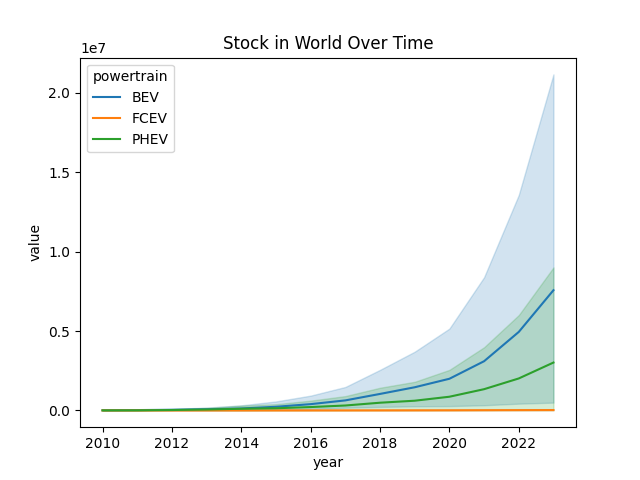 Stock in World Over Time
1e7
powertrain
BEV
FCEV
PHEV
2.0
1.5
1.0
0.5
0.0
value
2010 2012 2014 2016 2018 2020 2022
year